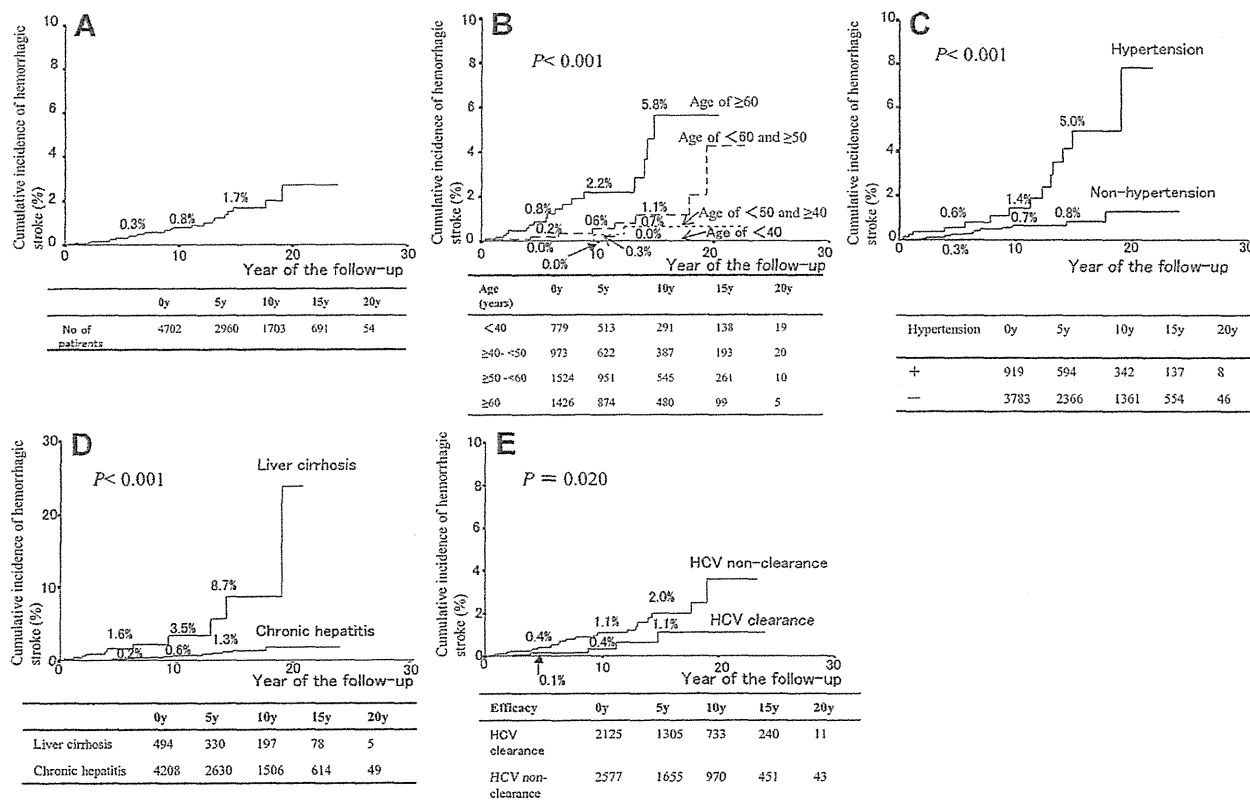 A
Cumulative incidence of hemorrhagic
stroke (%)
10
8
6
4
2
0
0.3%
0.8%
1.7%
0
10
20
30
Year of the follow-up
0y 5y 10y 15y 20y
No of 4702 2960 1703 691 54
patirents
B
Cumulative incidence of hemorrhagic
stroke (%)
10
8
6
4
2
0
P< 0.001
5.8%
Age of ≥60
Age of <60 and ≥50
2.2%
0.8%
0.2%
06%
1.1%
0.7%
Age of <50 and ≥40
0.0%
Age of <40
0.0%
0.0%
0.3%
0
10
20
30
Year of the follow-up
Age 0y 5y 10y 15y 20y
(years)
<40 779 513 291 138 19
≥40- <50 973 622 387 193 20
≥50 -<60 1524 951 545 261 10
≥60 1426 874 480 99 5
C
Cumulative incidence of hemorrhagic
stroke (%)
10
8
6
4
2
0
P< 0.001
Hypertension
5.0%
Non-hypertension
1.4%
0.6%
0.7%
0.8%
0.3%
0
10
20
30
Year of the follow-up
Hypertension 0y 5y 10y 15y 20y
+ 919 594 342 137 8
− 3783 2366 1361 554 46
D
Cumulative incidence of hemorrhagic
stroke (%)
30
20
10
0
P< 0.001
Liver cirrhosis
8.7%
3.5%
1.6%
Chronic hepatitis
1.3%
0.2%
0.6%
0
10
20
30
Year of the follow-up
0y 5y 10y 15y 20y
Liver cirrhosis 494 330 197 78 5
Chronic hepatitis 4208 2630 1506 614 49
E
Cumulative incidence of hemorrhagic
stroke (%)
10
8
6
4
2
0
P = 0.020
HCV non-clearance
2.0%
1.1%
1.1%
HCV clearance
0.4%
0.4%
0.1%
0
10
20
30
Year of the follow-up
Efficacy 0y 5y 10y 15y 20y
HCV 2125 1305 733 240 11
clearance
HCV non- 2577 1655 970 451 43
clearance